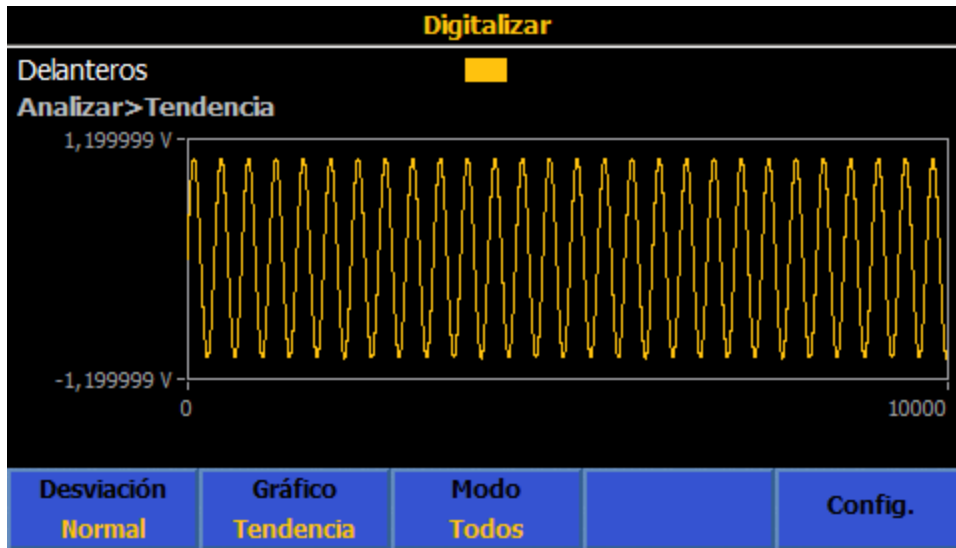 Digitalizar
Delanteros
Analizar>Tendencia
1,199999 V
-1,199999 V
0
10000
Desviación
Normal
Gráfico
Tendencia
Modo
Todos
Config.